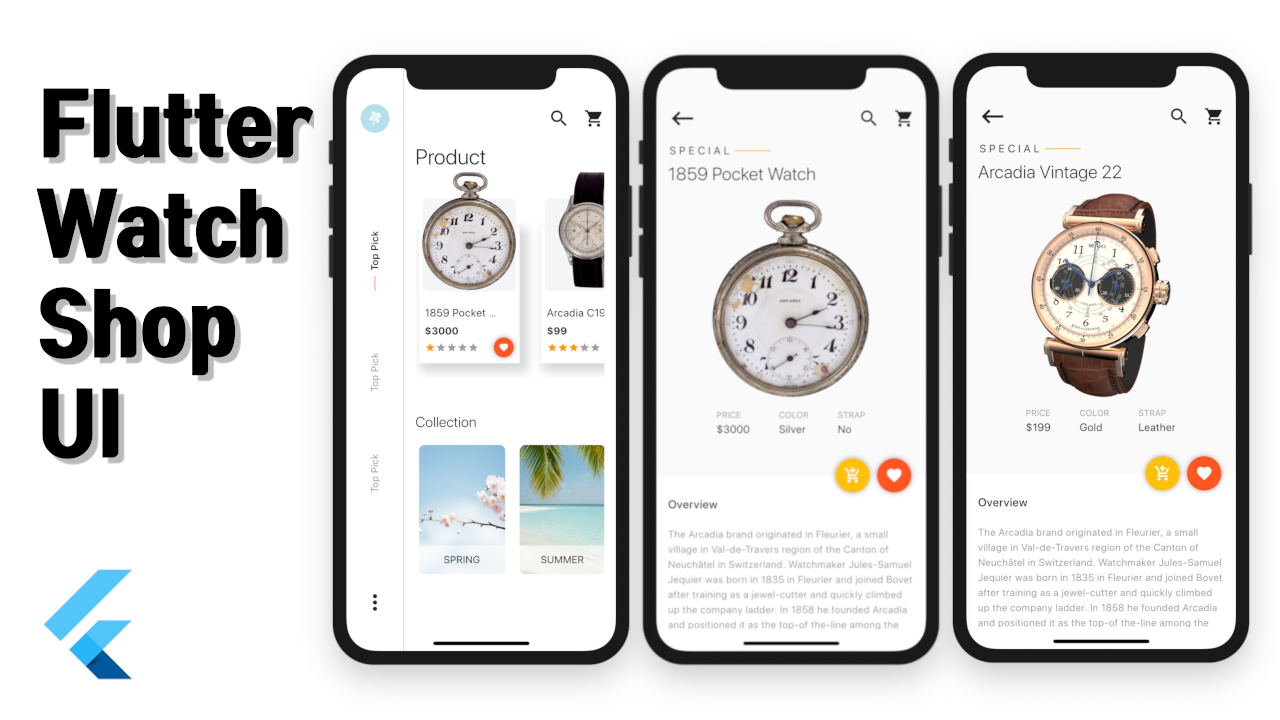 Flutter
Watch
Shop
UI
Product
Top Pick
Top Pick
Top Pick
1859 Pocket ...
$3000
Arcadia C19
$99
Collection
SPRING
SUMMER
SPECIAL
1859 Pocket Watch
12
PRICE
COLOR
STRAP
$3000
Silver
No
Overview
The Arcadia brand originated in Fleurier, a small
village in Val-de-Travers region of the Canton of
Neuchâtel in Switzerland. Watchmaker Jules-Samuel
Jequier was born in 1835 in Fleurier and joined Bovet
after training as a jewel-cutter and quickly climbed
up the company ladder. In 1858 he founded Arcadia
and positioned it as the top-of the-line among the
SPECIAL
Arcadia Vintage 22
PRICE
COLOR
STRAP
$199
Gold
Leather
Overview
The Arcadia brand originated in Fleurier, a small
village in Val-de-Travers region of the Canton of
Neuchâtel in Switzerland. Watchmaker Jules-Samuel
Jequier was born in 1835 in Fleurier and joined Bovet
after training as a jewel-cutter and quickly climbed
up the company ladder. In 1858 he founded Arcadia
and positioned it as the top-of the-line among the